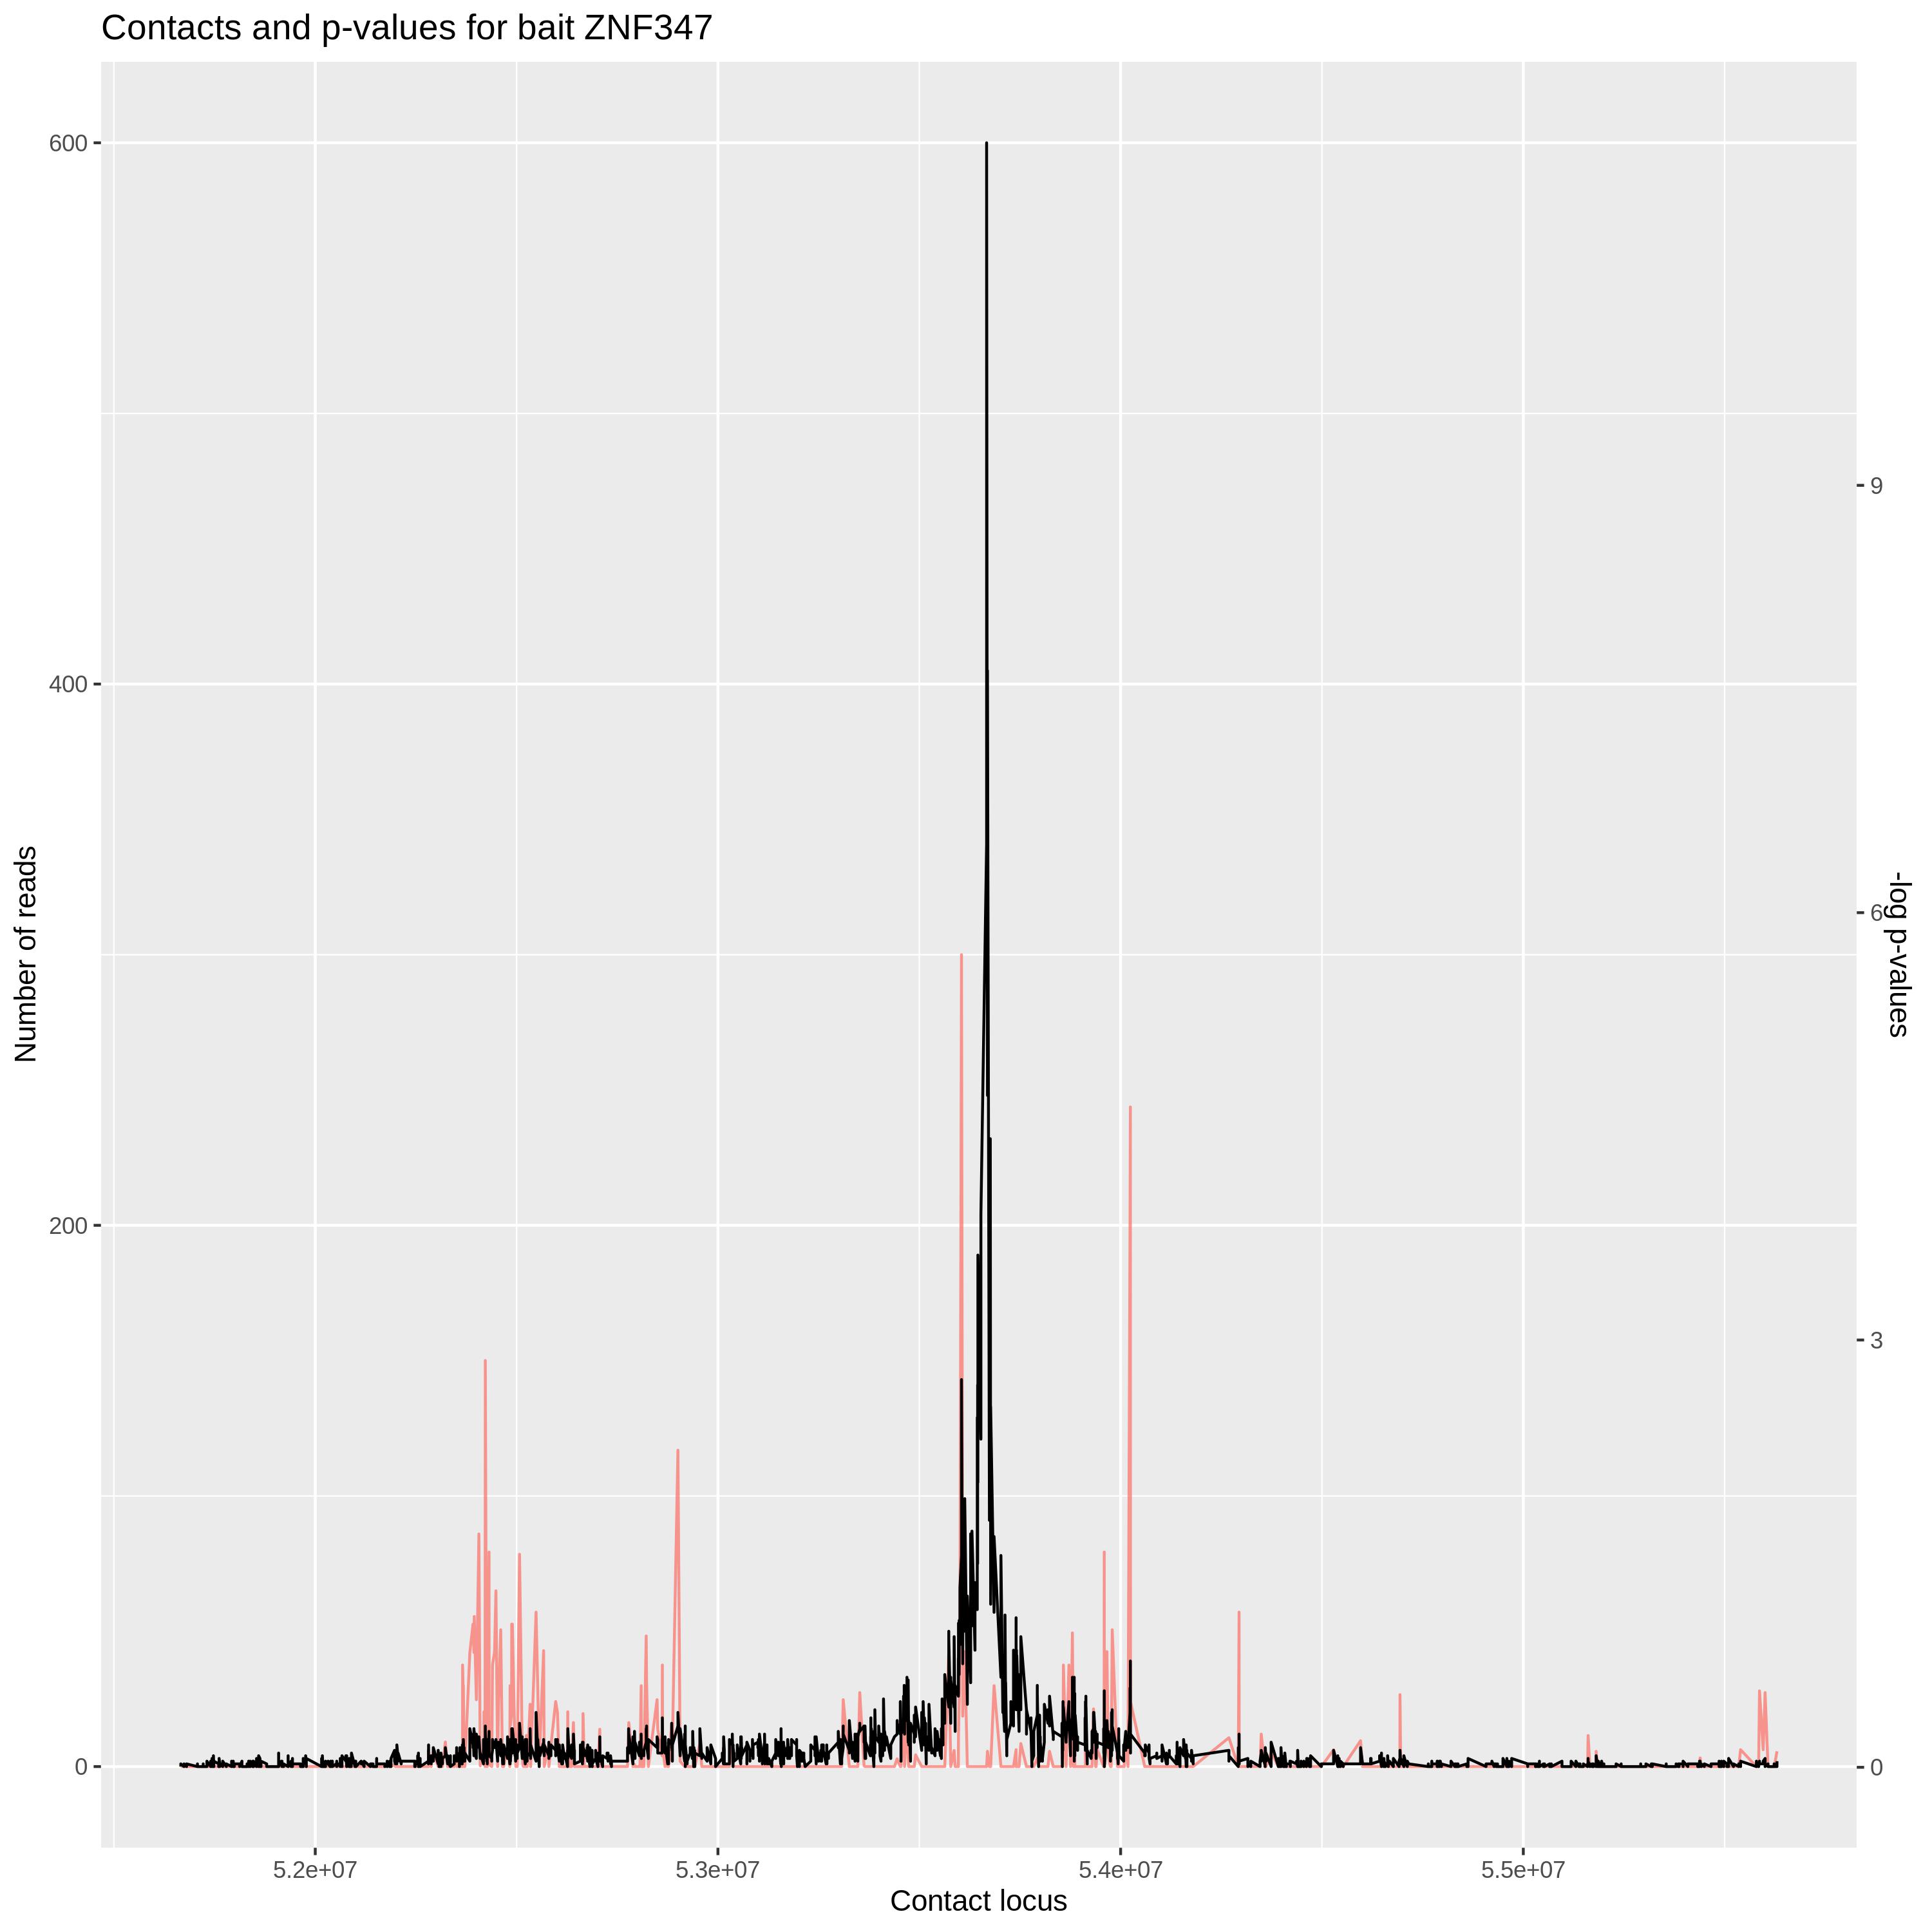 Contacts and p-values for bait ZNF347
600
400
200
0
Number of reads
9
6
3
0
-log p-values
5.2e+07 5.3e+07 5.4e+07 5.5e+07
Contact locus